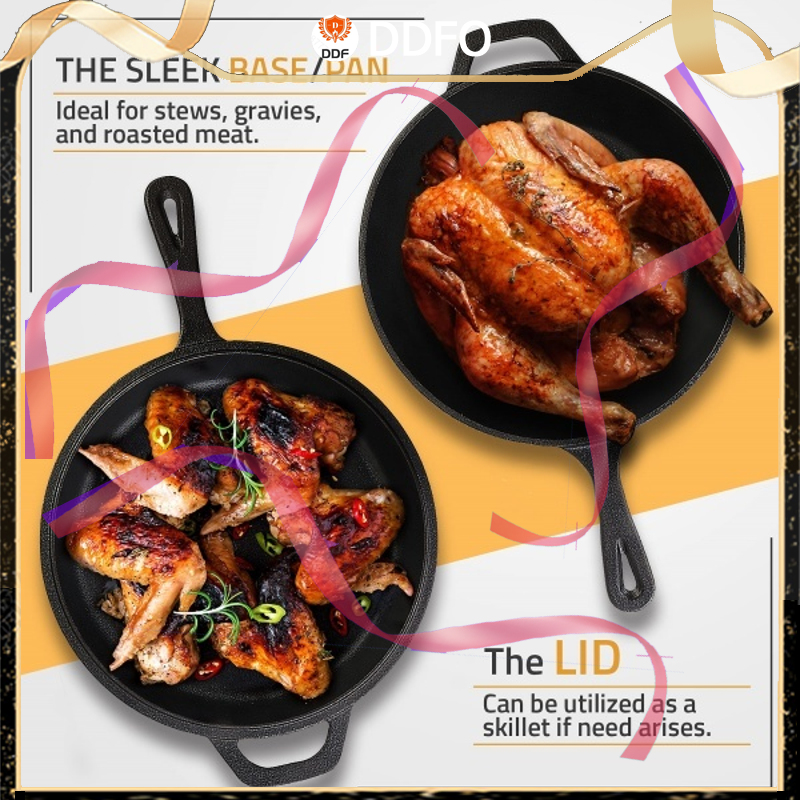 DDF DDFO
THE SLEEK BASE/PAN
Ideal for stews, gravies,
and roasted meat.
The LID
Can be utilized as a
skillet if need arises.